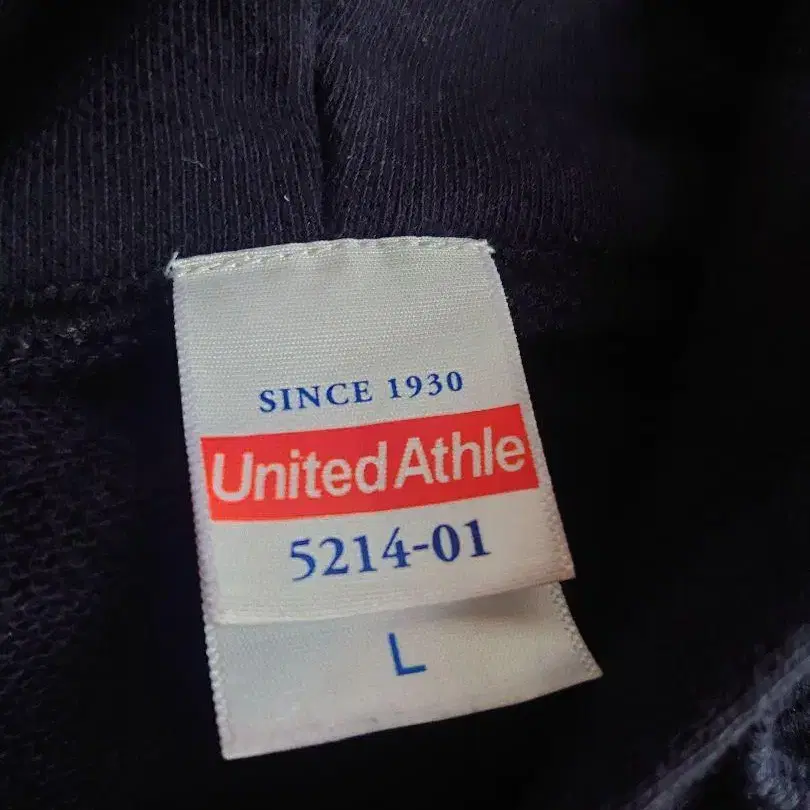 SINCE 1930
United Athle
5214-01
L